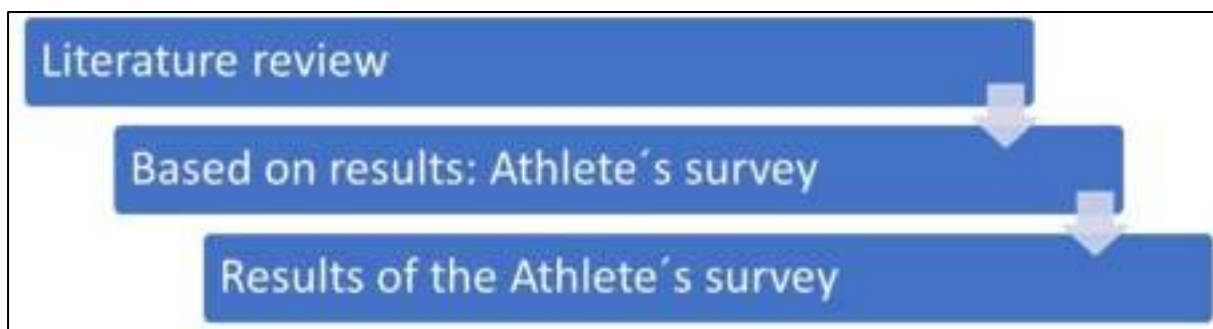 Literature review
Based on results: Athlete´s survey
Results of the Athlete´s survey